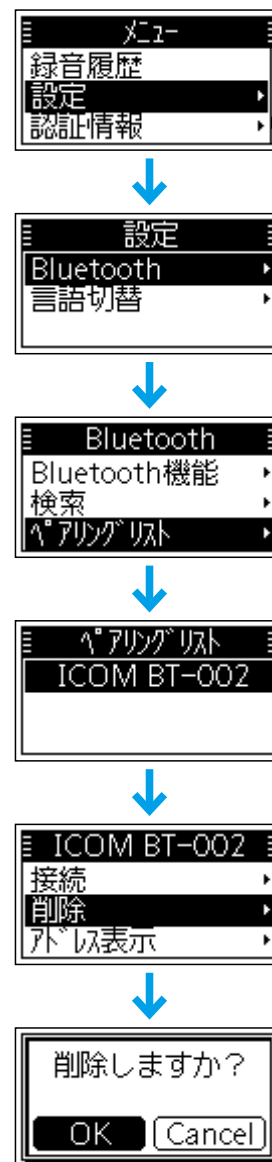 ﾒﾆｭｰ
録音履歴
設定
認証情報
設定
Bluetooth
言語切替
Bluetooth
Bluetooth機能
検索
ﾍﾟｱﾘﾝｸﾞﾘｽﾄ
ﾍﾟｱﾘﾝｸﾞﾘｽﾄ
ICOM BT-002
ICOM BT-002
接続
削除
ｱﾄﾞﾚｽ表示
削除しますか？
OK Cancel